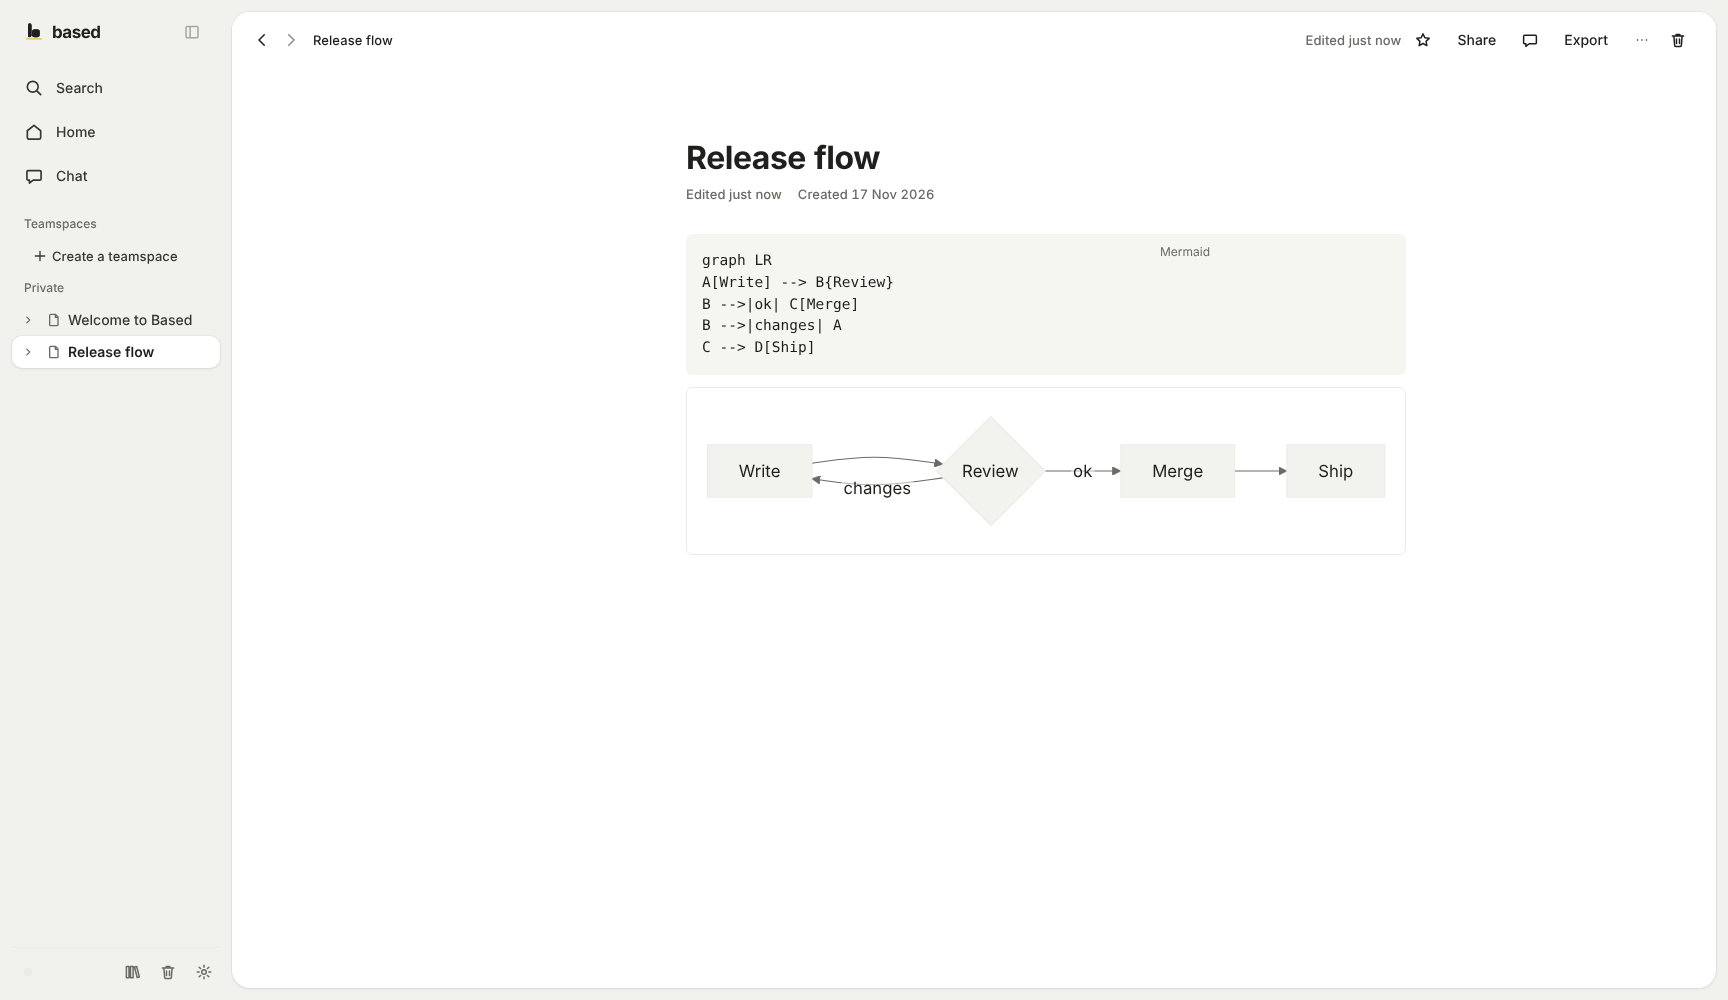 based
Search
Home
Chat
Teamspaces
Create a teamspace
Private
Welcome to Based
Release flow
Release flow
Edited just now
Share
Export
Release flow
Edited just now Created 17 Nov 2026
Mermaid
graph LR
A[Write] --> B{Review}
B -->|ok| C[Merge]
B -->|changes| A
C --> D[Ship]
Write
changes
Review
ok
Merge
Ship